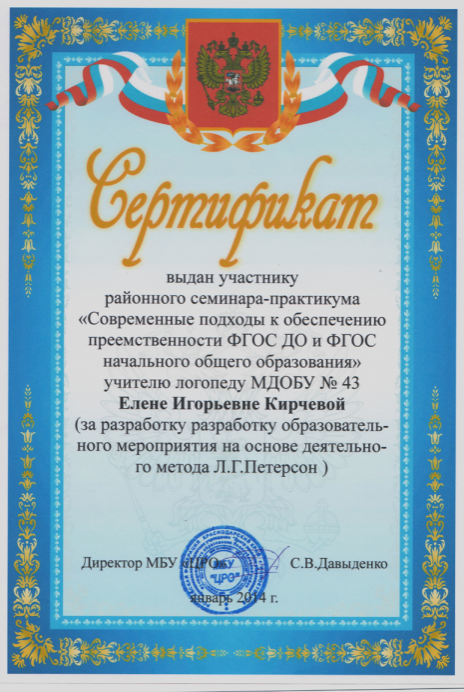 Сертификат
выдан участнику
районного семинара-практикума
«Современные подходы к обеспечению
преемственности ФГОС ДО и ФГОС
начального общего образования»
учителю логопеду МДОБУ № 43
Елене Игорьевне Кирчевой
(за разработку разработку образователь-
ного мероприятия на основе деятельно-
го метода Л.Г.Петерсон )
Директор МБУ «ЦРО» С.В.Давыденко
МБУ
"ЦРО"
январь 2014 г.